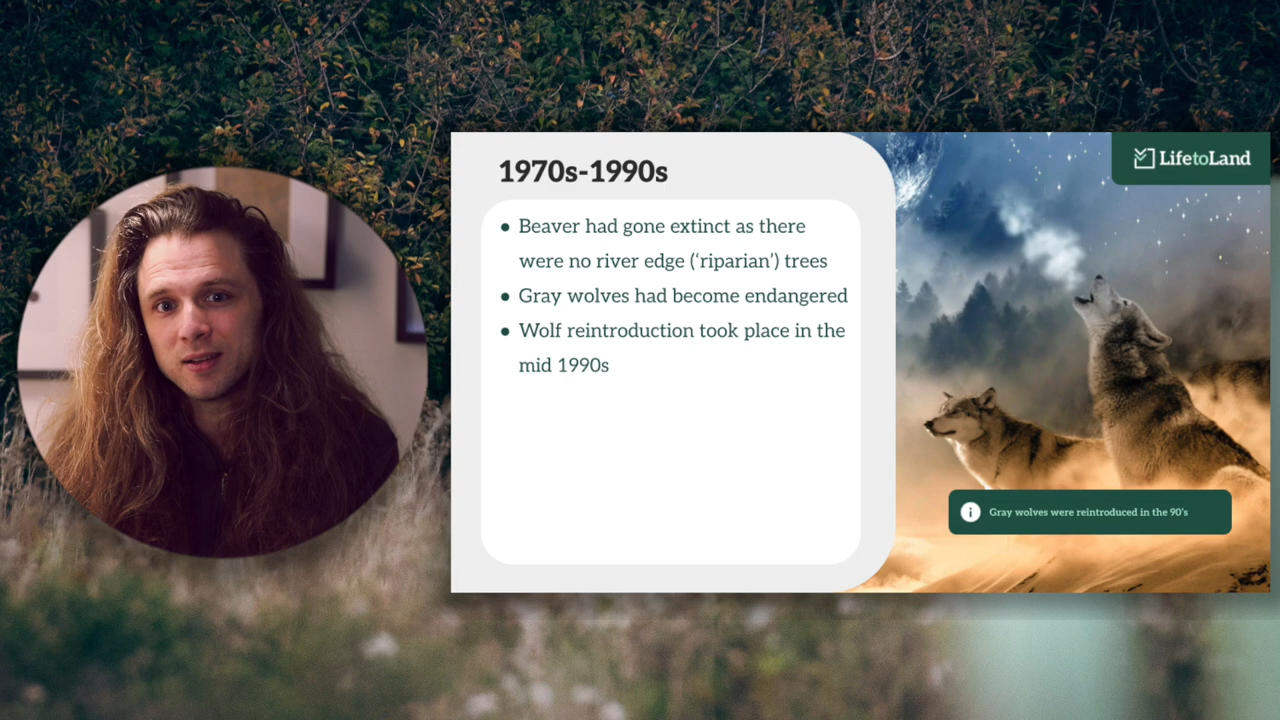 1970s-1990s
LifetoLand
● Beaver had gone extinct as there
were no river edge (‘riparian’) trees
● Gray wolves had become endangered
● Wolf reintroduction took place in the
mid 1990s
Gray wolves were reintroduced in the 90’s